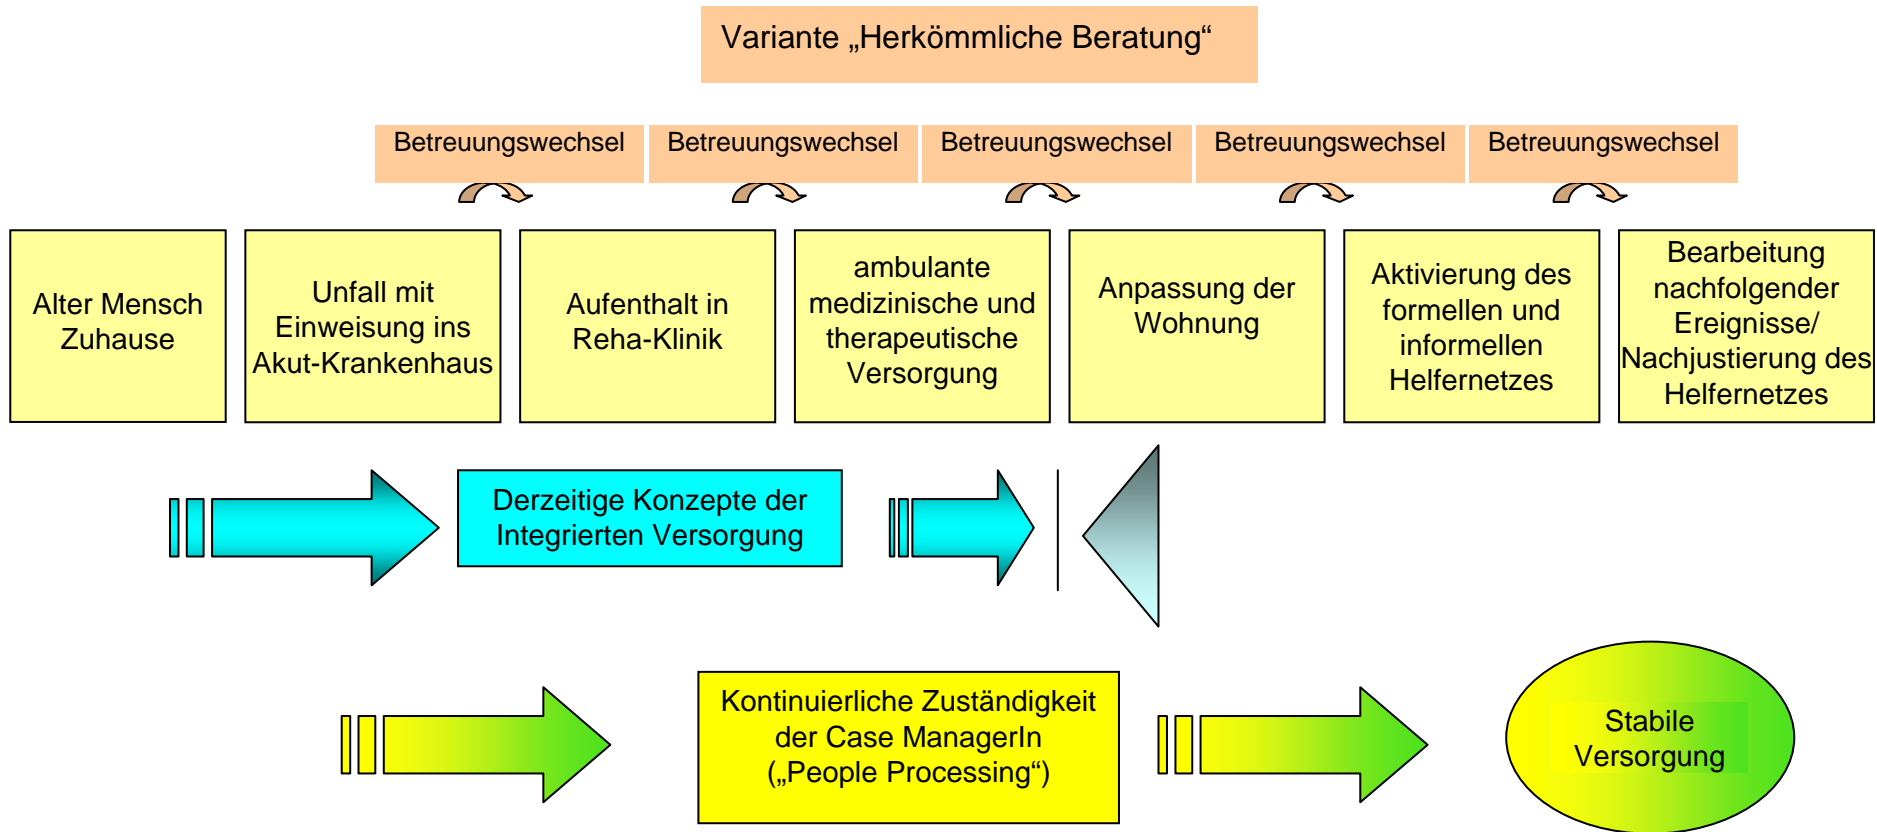 Variante „Herkömmliche Beratung“
Betreuungswechsel
Betreuungswechsel
Betreuungswechsel
Betreuungswechsel
Betreuungswechsel
Alter Mensch
Zuhause
Unfall mit
Einweisung ins
Akut-Krankenhaus
Aufenthalt in
Reha-Klinik
ambulante
medizinische und
therapeutische
Versorgung
Anpassung der
Wohnung
Aktivierung des
formellen und
informellen
Helfernetzes
Bearbeitung
nachfolgender
Ereignisse/
Nachjustierung des
Helfernetzes
Derzeitige Konzepte der
Integrierten Versorgung
Kontinuierliche Zuständigkeit
der Case ManagerIn
(„People Processing“)
Stabile
Versorgung